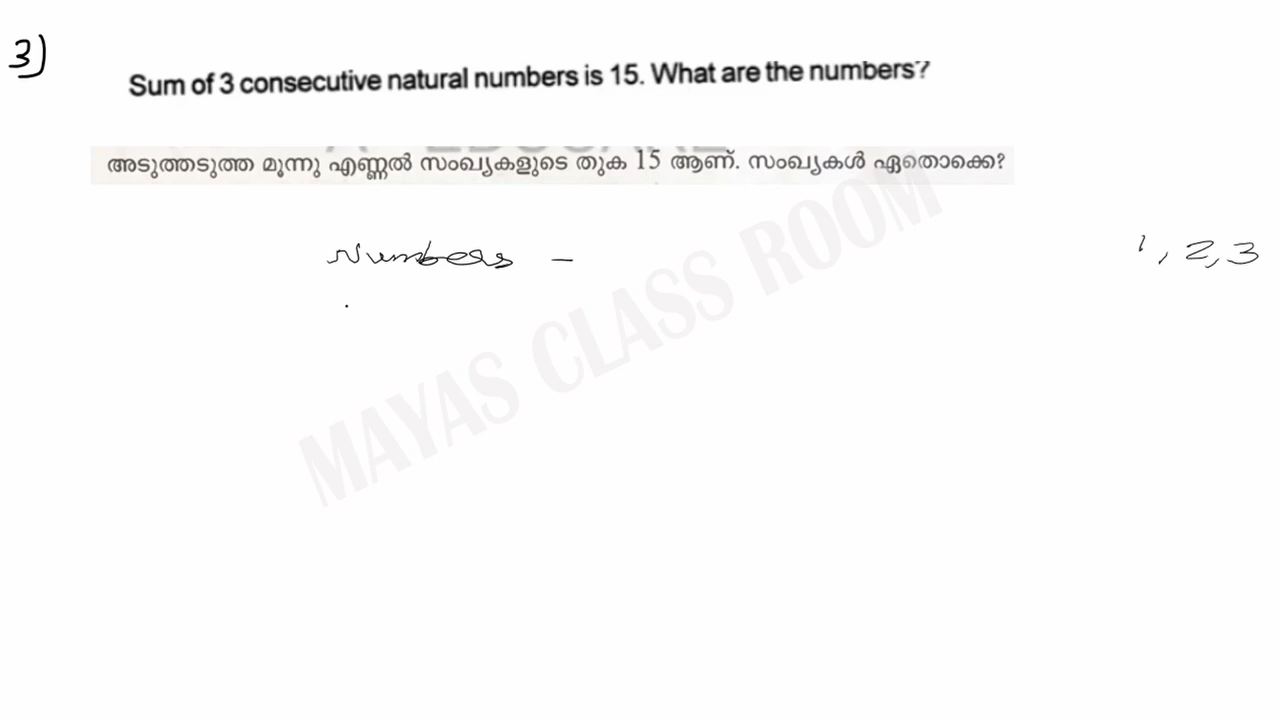 3)
Sum of 3 consecutive natural numbers is 15. What are the numbers?
അടുത്തടുത്ത മൂന്നു എണ്ണൽ സംഖ്യകളുടെ തുക 15 ആണ്. സംഖ്യകൾ ഏതൊക്കെ?
Numbers – 1, 2, 3
MAYAS CLASS ROOM